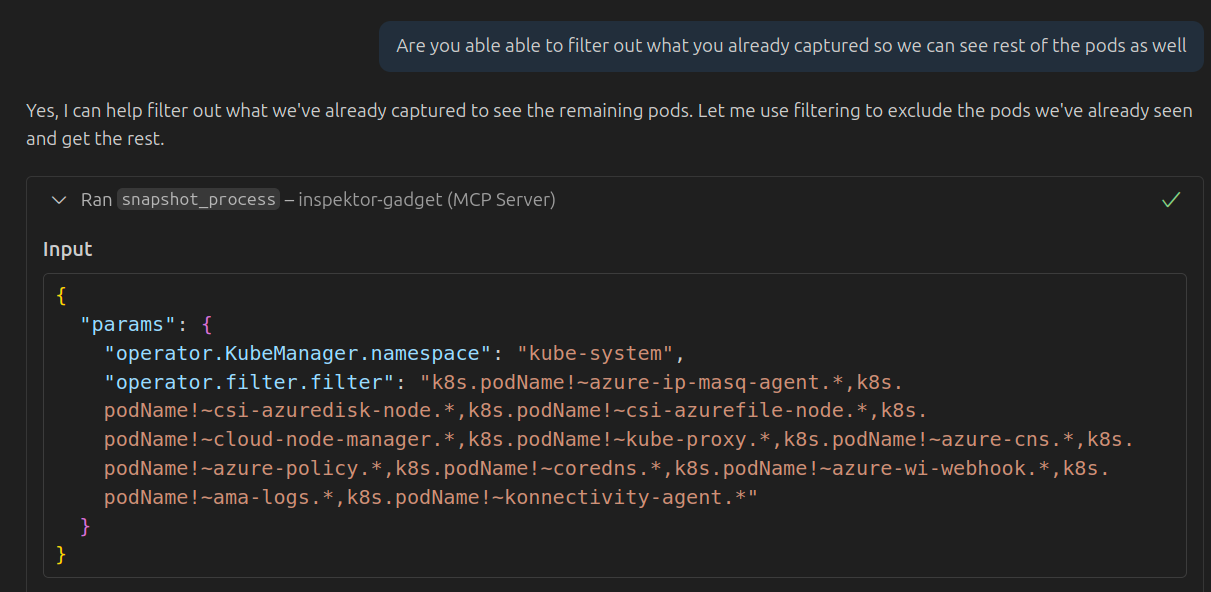 Are you able able to filter out what you already captured so we can see rest of the pods as well
Yes, I can help filter out what we've already captured to see the remaining pods. Let me use filtering to exclude the pods we've already seen
and get the rest.
Ran snapshot_process – inspektor-gadget (MCP Server)
Input
{
  "params": {
    "operator.KubeManager.namespace": "kube-system",
    "operator.filter.filter": "k8s.podName!~azure-ip-masq-agent.*,k8s.
    podName!~csi-azuredisk-node.*,k8s.podName!~csi-azurefile-node.*,k8s.
    podName!~cloud-node-manager.*,k8s.podName!~kube-proxy.*,k8s.podName!~azure-cns.*,k8s.
    podName!~azure-policy.*,k8s.podName!~coredns.*,k8s.podName!~azure-wi-webhook.*,k8s.
    podName!~ama-logs.*,k8s.podName!~konnectivity-agent.*"
  }
}